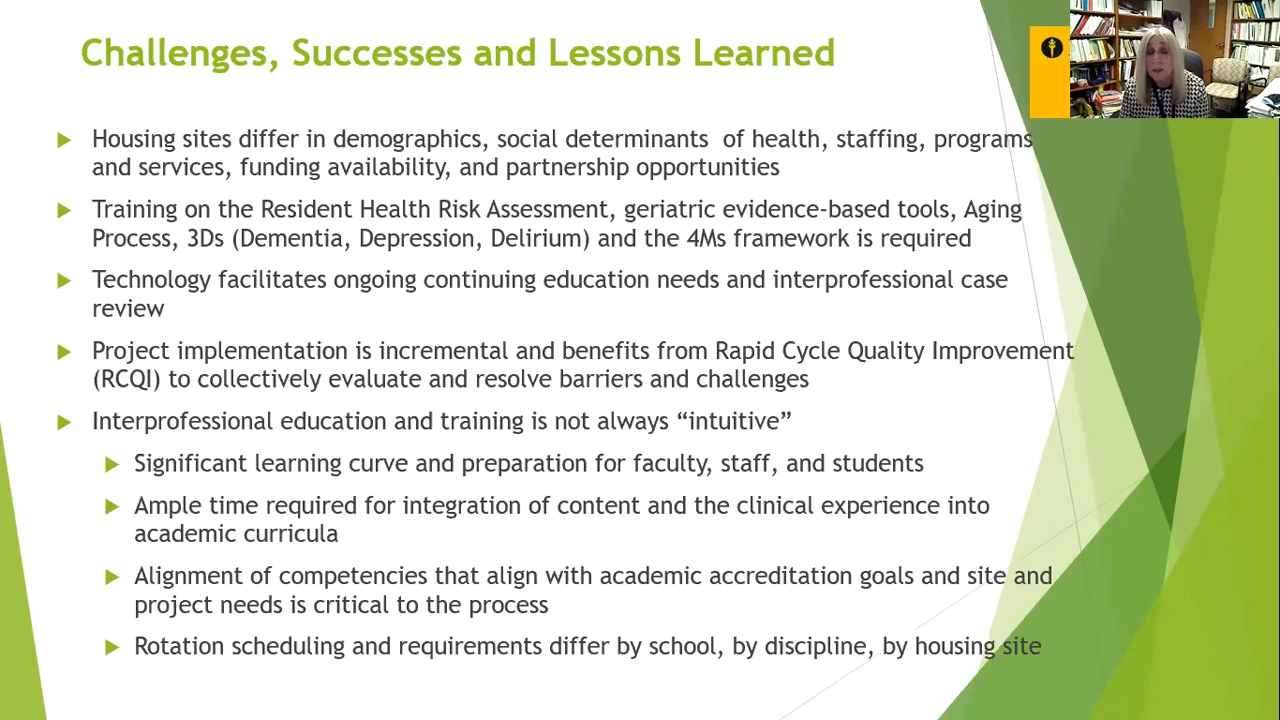 Challenges, Successes and Lessons Learned
Housing sites differ in demographics, social determinants of health, staffing, programs
and services, funding availability, and partnership opportunities
Training on the Resident Health Risk Assessment, geriatric evidence-based tools, Aging
Process, 3Ds (Dementia, Depression, Delirium) and the 4Ms framework is required
Technology facilitates ongoing continuing education needs and interprofessional case
review
Project implementation is incremental and benefits from Rapid Cycle Quality Improvement
(RCQI) to collectively evaluate and resolve barriers and challenges
Interprofessional education and training is not always “intuitive”
Significant learning curve and preparation for faculty, staff, and students
Ample time required for integration of content and the clinical experience into
academic curricula
Alignment of competencies that align with academic accreditation goals and site and
project needs is critical to the process
Rotation scheduling and requirements differ by school, by discipline, by housing site